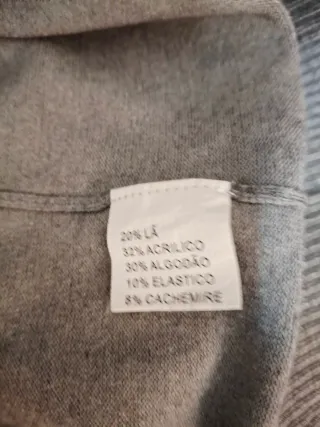 20% LÃ
32% ACRILICO
30% ALGODÃO
10% ELASTICO
8% CACHEMIRE